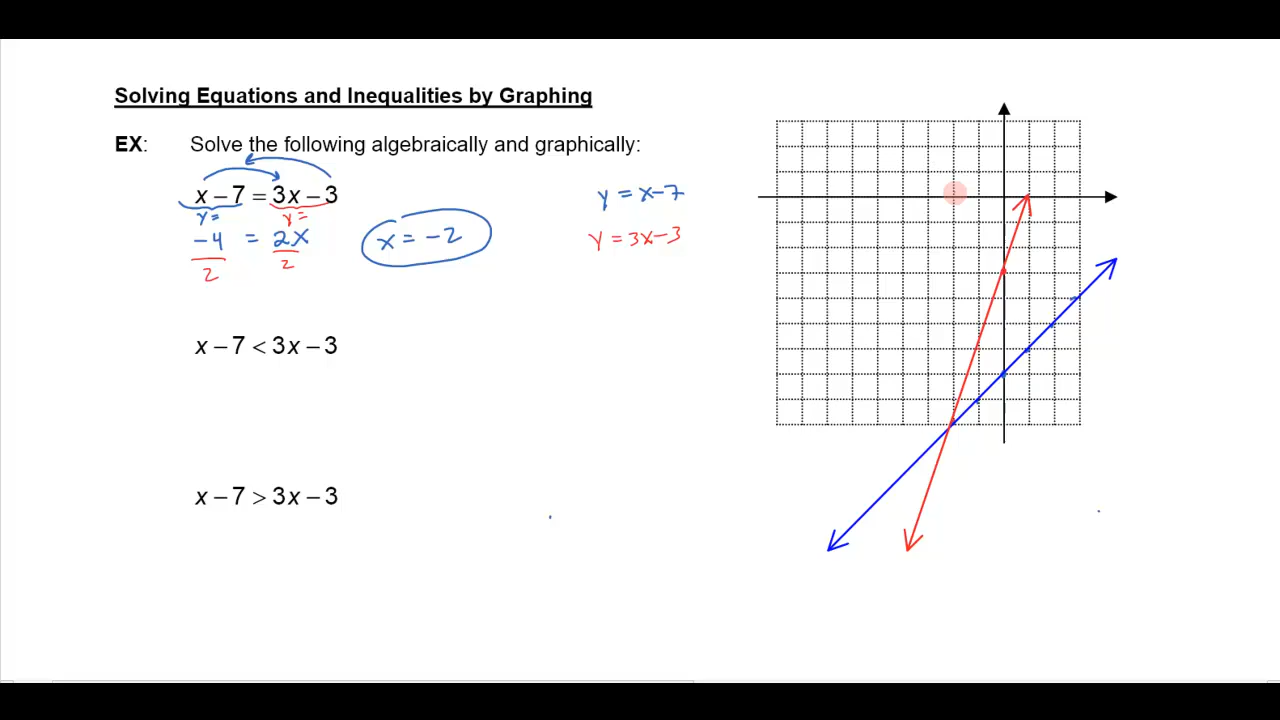 Solving Equations and Inequalities by Graphing
EX: Solve the following algebraically and graphically:
x – 7 = 3x – 3
y = y =
–4 = 2x
2 2
x = –2
y = x–7
y = 3x–3
x – 7 < 3x – 3
x – 7 > 3x – 3